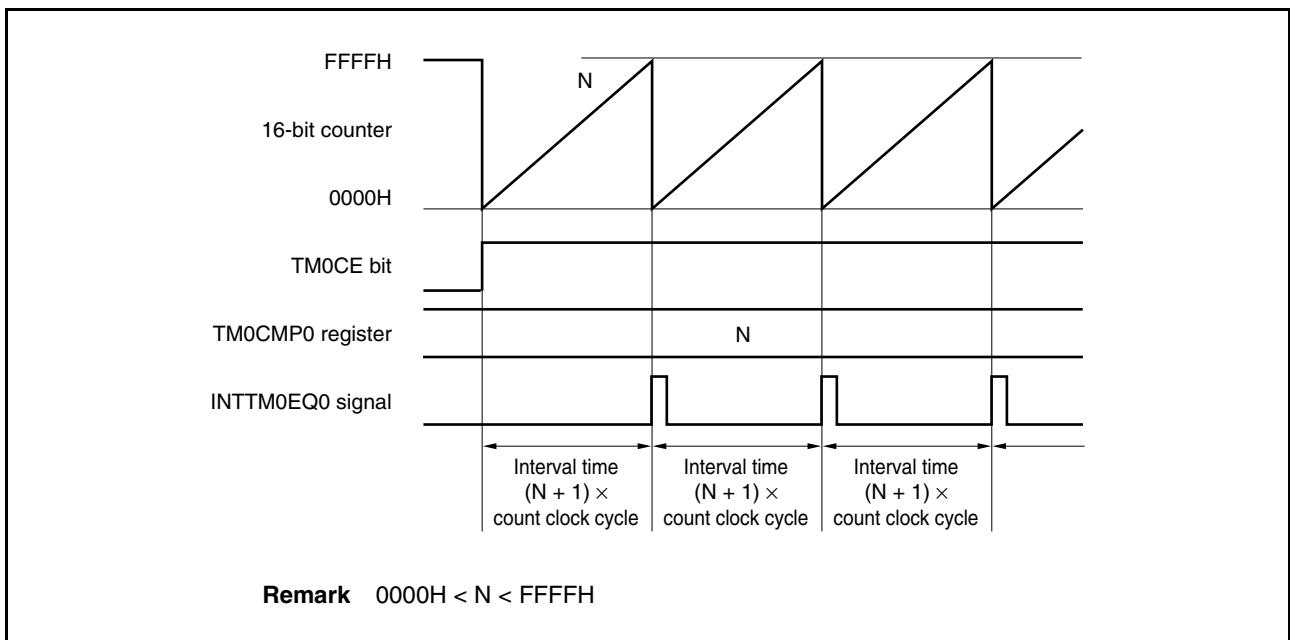 FFFFH
N
16-bit counter
0000H
TM0CE bit
TM0CMP0 register
N
INTTM0EQ0 signal
Interval time
(N + 1) ×
count clock cycle
Interval time
(N + 1) ×
count clock cycle
Interval time
(N + 1) ×
count clock cycle
Remark 0000H < N < FFFFH